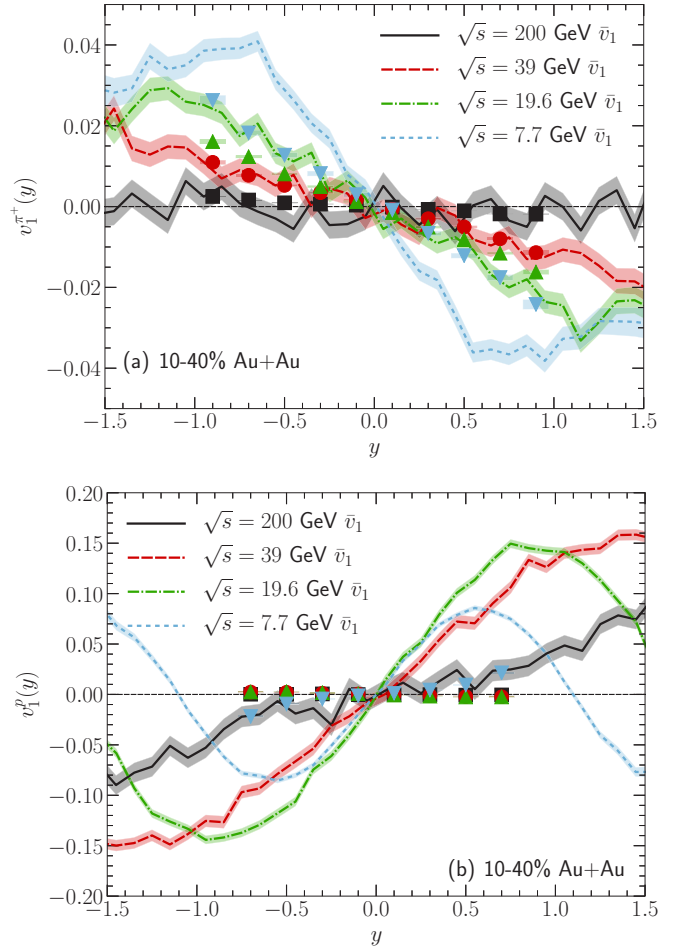 0.04
0.02
0.00
−0.02
−0.04
v₁^{π⁺}(y)
√s = 200 GeV v̄₁
√s = 39 GeV v̄₁
√s = 19.6 GeV v̄₁
√s = 7.7 GeV v̄₁
(a) 10-40% Au+Au
−1.5 −1.0 −0.5 0.0 0.5 1.0 1.5
y
0.20
0.15
0.10
0.05
0.00
−0.05
−0.10
−0.15
−0.20
v₁^{p}(y)
√s = 200 GeV v̄₁
√s = 39 GeV v̄₁
√s = 19.6 GeV v̄₁
√s = 7.7 GeV v̄₁
(b) 10-40% Au+Au
−1.5 −1.0 −0.5 0.0 0.5 1.0 1.5
y